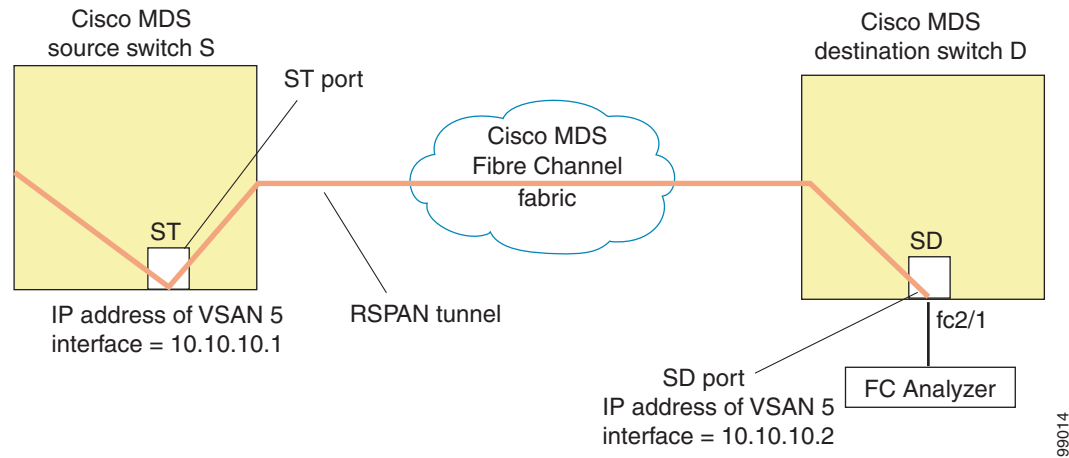 Cisco MDS
source switch S
Cisco MDS
destination switch D
ST port
Cisco MDS
Fibre Channel
fabric
ST
SD
IP address of VSAN 5
interface = 10.10.10.1
RSPAN tunnel
fc2/1
SD port
IP address of VSAN 5
interface = 10.10.10.2
FC Analyzer
99014